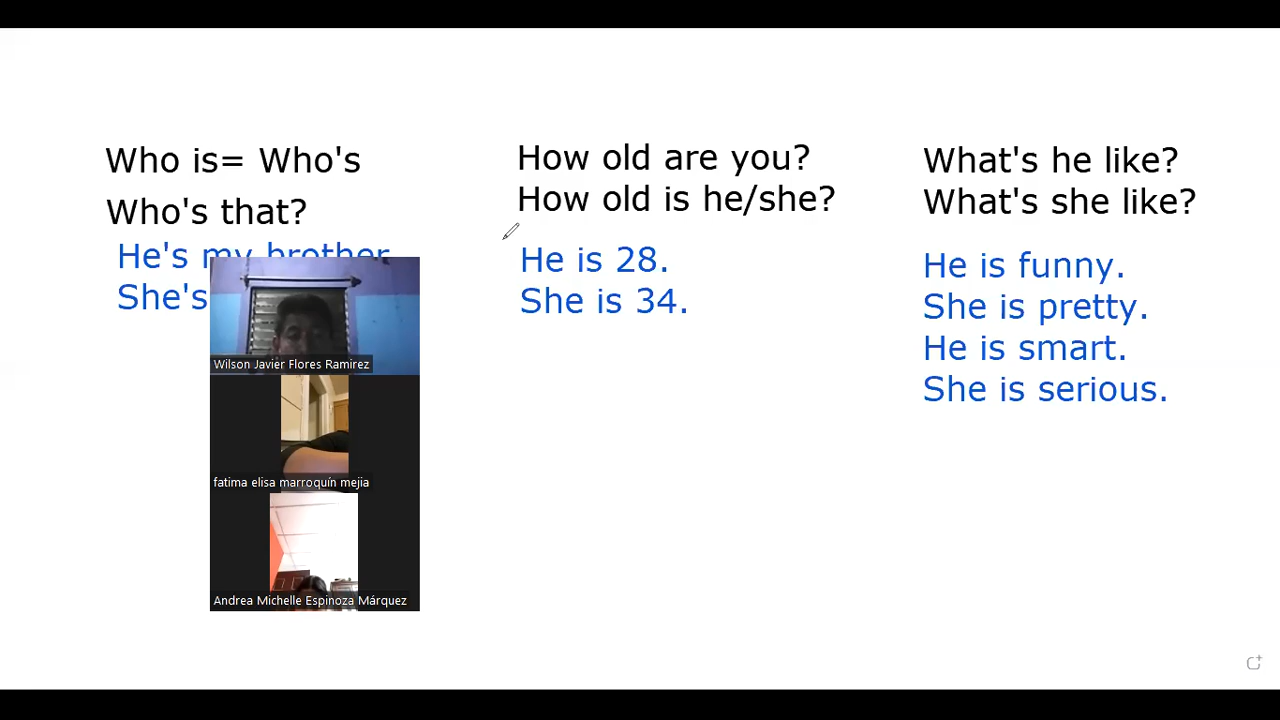 Who is= Who's
Who's that?
He's my brother
She's
How old are you?
How old is he/she?
He is 28.
She is 34.
What's he like?
What's she like?
He is funny.
She is pretty.
He is smart.
She is serious.
Wilson Javier Flores Ramirez
fatima elisa marroquín mejia
Andrea Michelle Espinoza Márquez